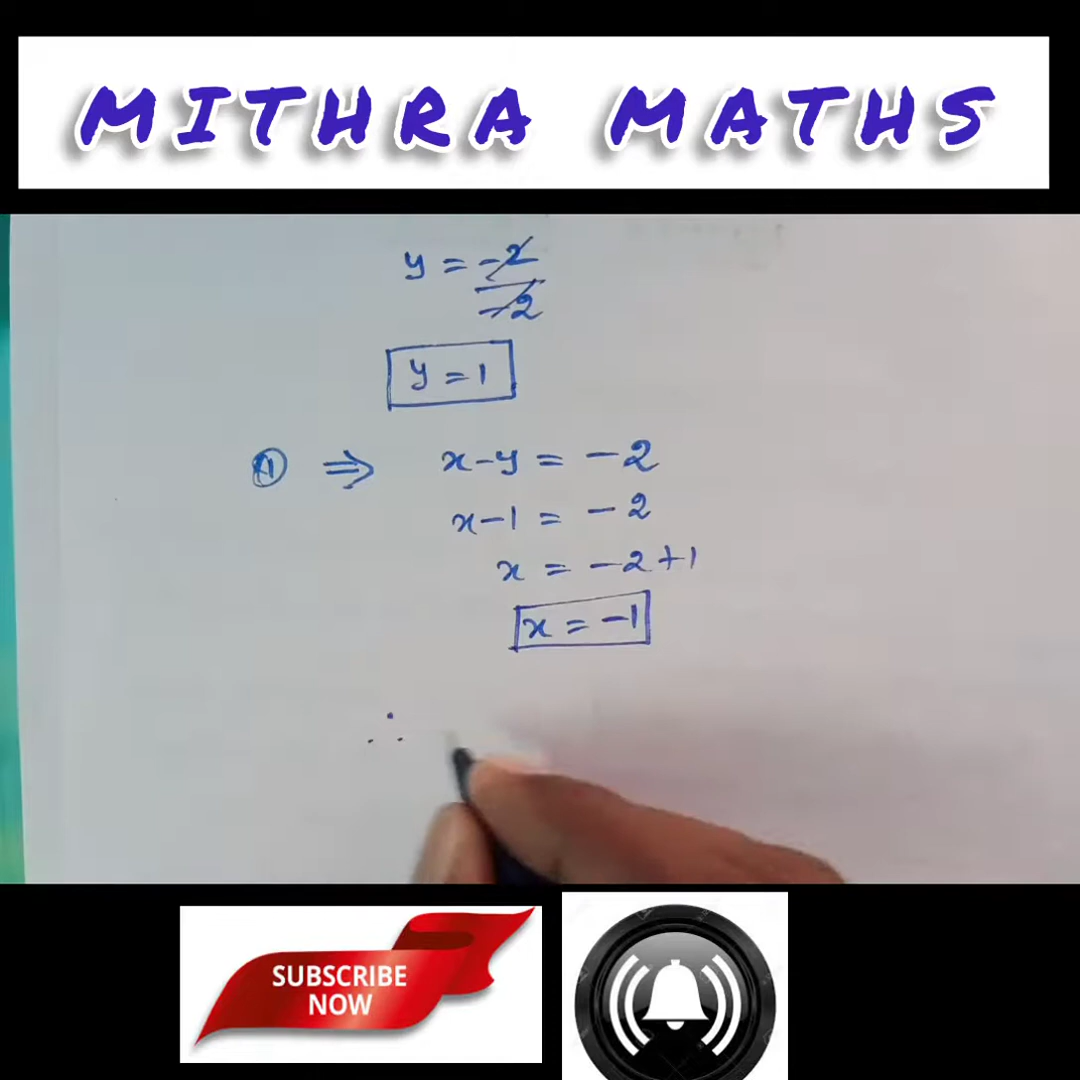 MITHRA MATHS
y = -2
-2
y = 1
① ⇒ x-y = -2
x-1 = -2
x = -2+1
x = -1
∴
SUBSCRIBE
NOW